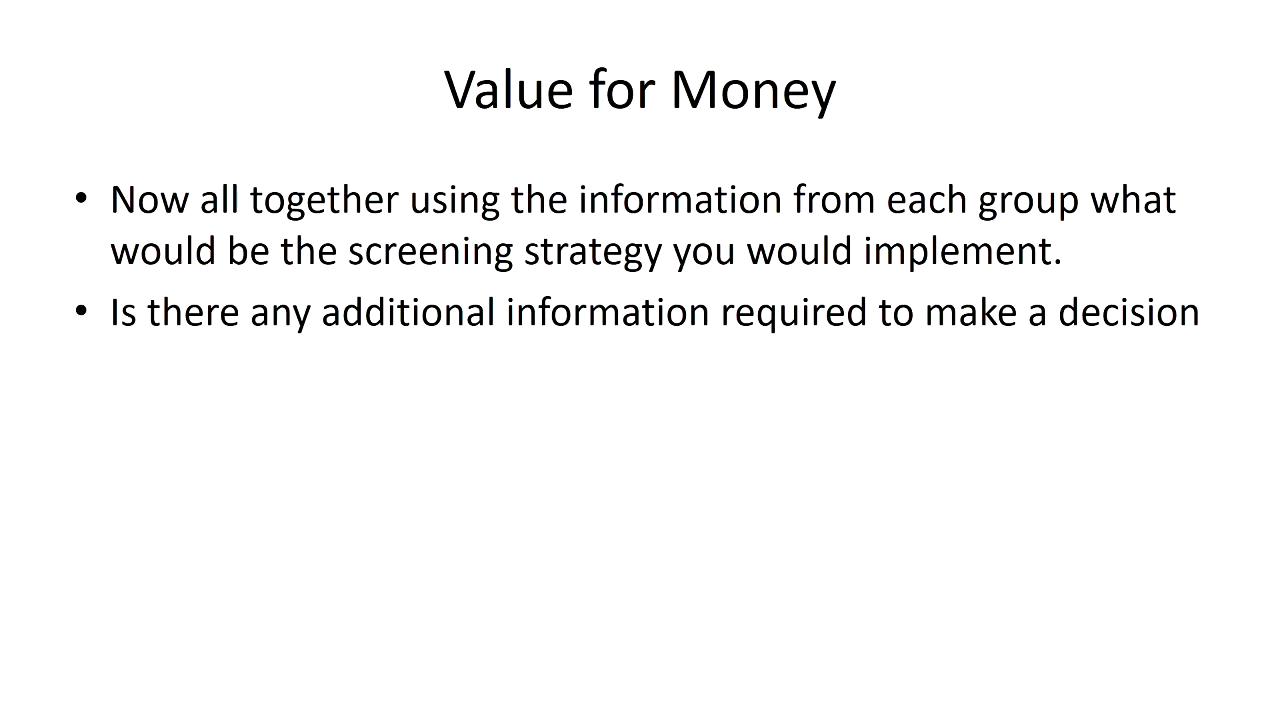 Value for Money
• Now all together using the information from each group what
would be the screening strategy you would implement.
• Is there any additional information required to make a decision